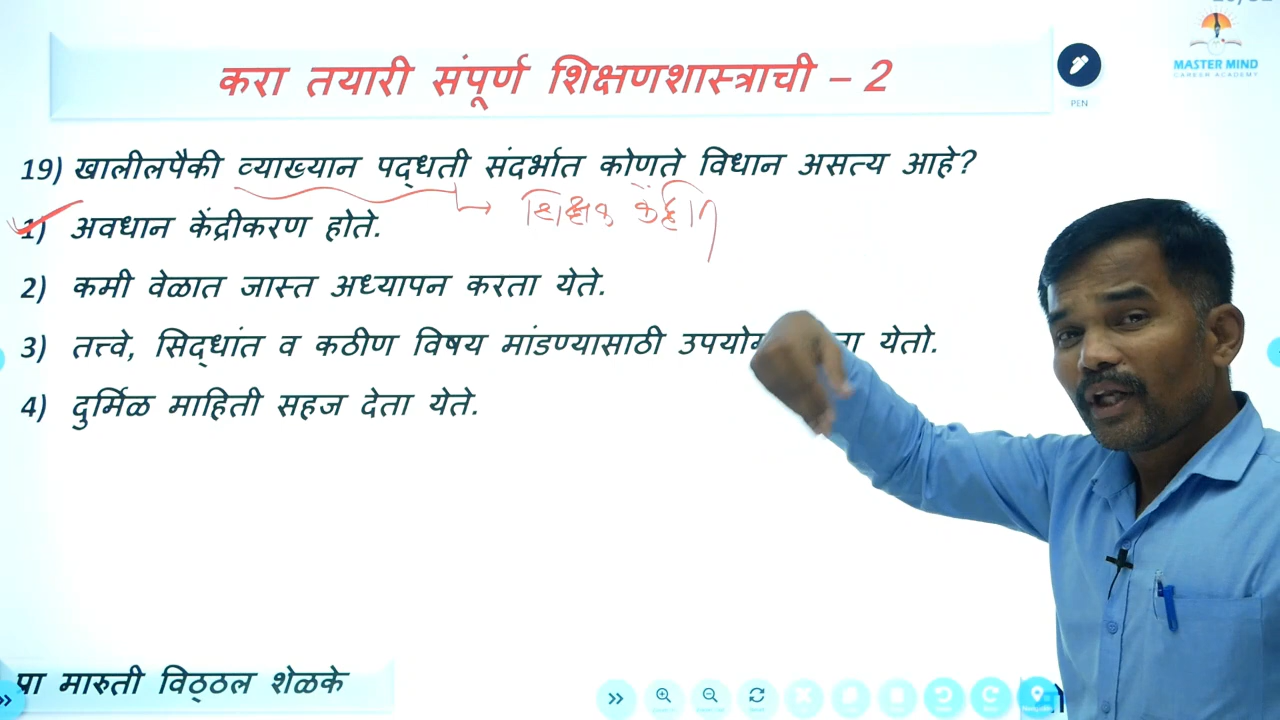 MASTER MIND
CAREER ACADEMY
करा तयारी संपूर्ण शिक्षणशास्त्राची – 2
PEN
19) खालीलपैकी व्याख्यान पद्धती संदर्भात कोणते विधान असत्य आहे?
शिक्षक केंद्री
1) अवधान केंद्रीकरण होते.
2) कमी वेळात जास्त अध्यापन करता येते.
3) तत्त्वे, सिद्धांत व कठीण विषय मांडण्यासाठी येतो.
4) दुर्मिळ माहिती सहज देता येते.
प्रा मारुती विठ्ठल शेळके